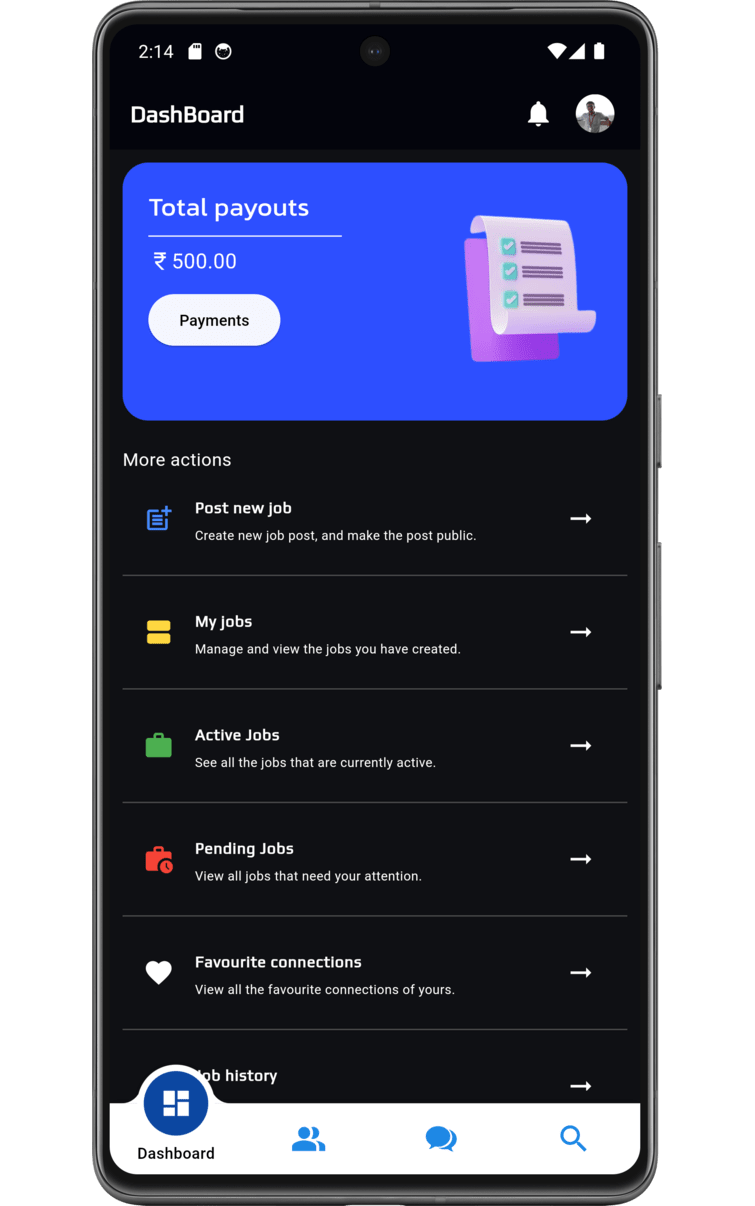 2:14
DashBoard
Total payouts
₹ 500.00
Payments
More actions
Post new job
Create new job post, and make the post public.
My jobs
Manage and view the jobs you have created.
Active Jobs
See all the jobs that are currently active.
Pending Jobs
View all jobs that need your attention.
Favourite connections
View all the favourite connections of yours.
Job history
Dashboard